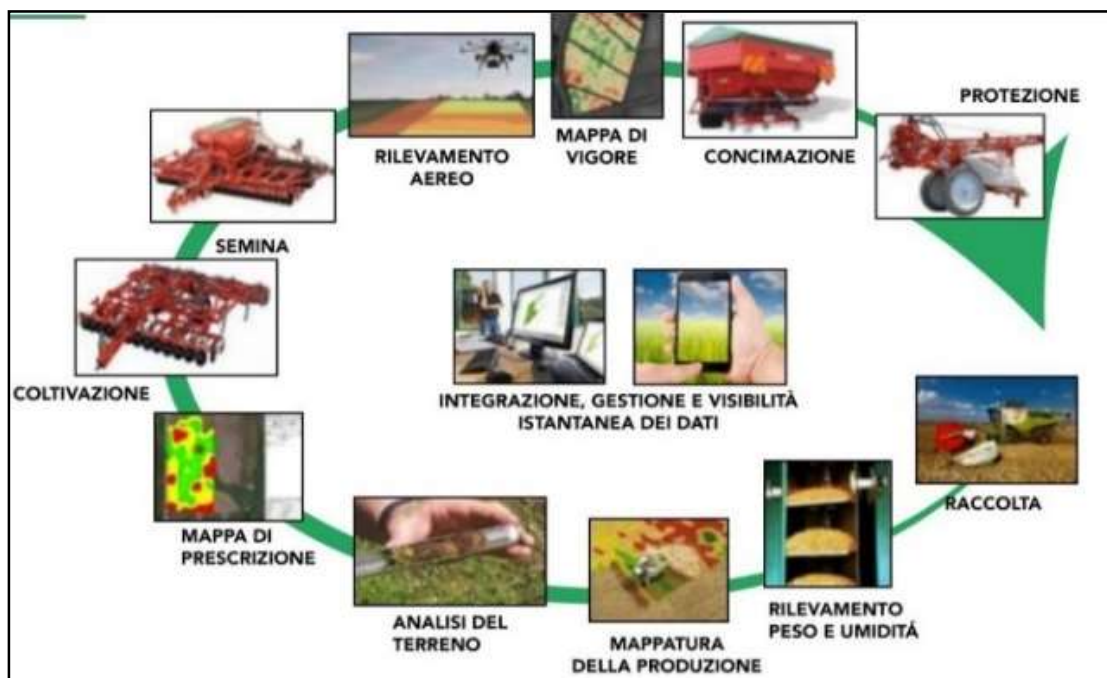 PROTEZIONE
MAPPA DI
VIGORE
CONCIMAZIONE
RILEVAMENTO
AEREO
SEMINA
COLTIVAZIONE
INTEGRAZIONE, GESTIONE E VISIBILITÀ
ISTANTANEA DEI DATI
RACCOLTA
MAPPA DI
PRESCRIZIONE
ANALISI DEL
TERRENO
MAPPATURA
DELLA PRODUZIONE
RILEVAMENTO
PESO E UMIDITÁ